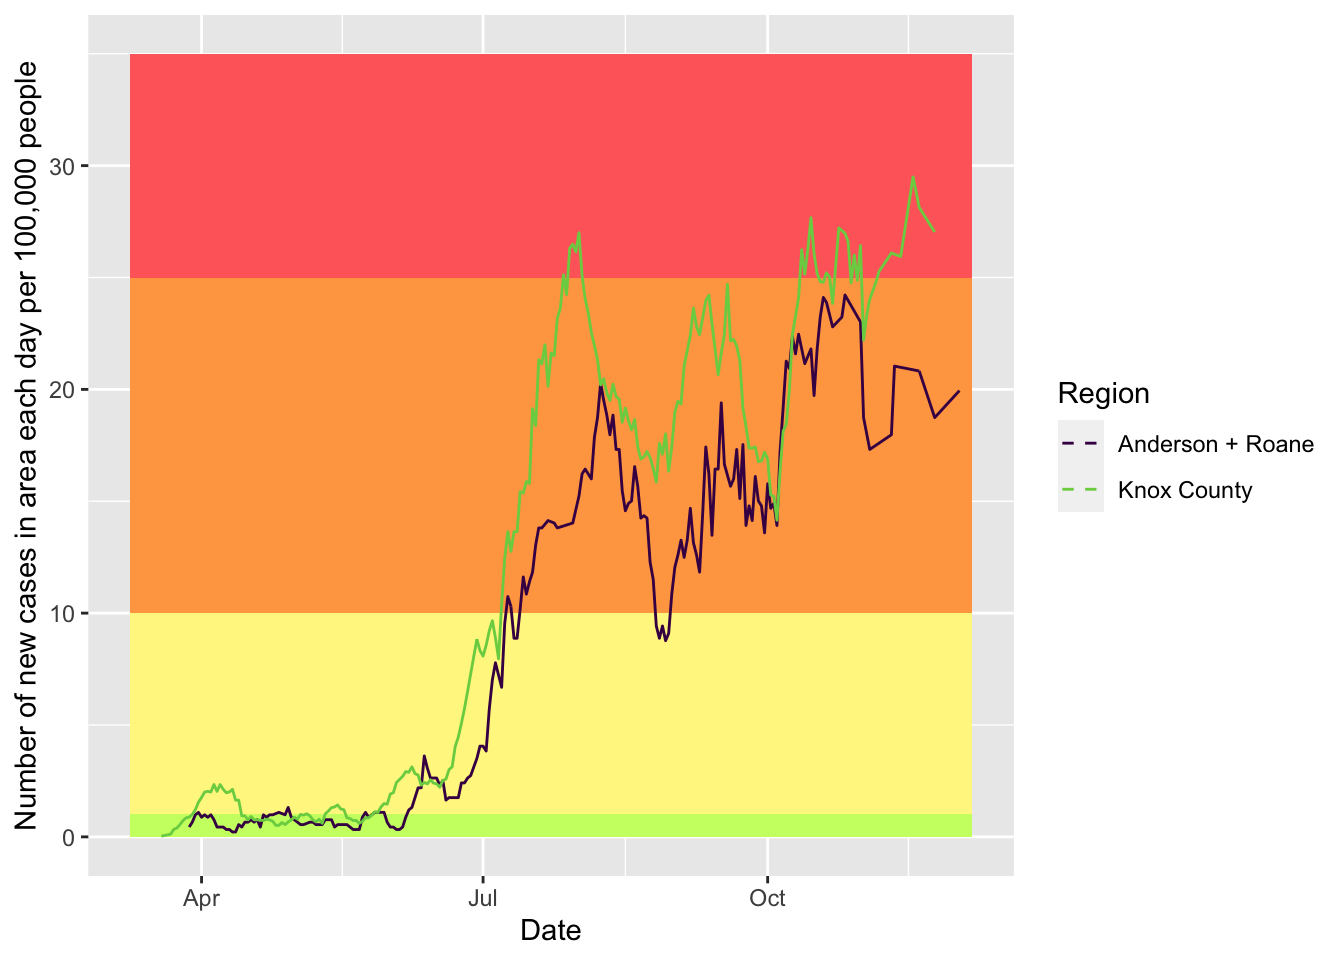 Number of new cases in area each day per 100,000 people
30
20
10
0
Apr
Jul
Oct
Date
Region
Anderson + Roane
Knox County